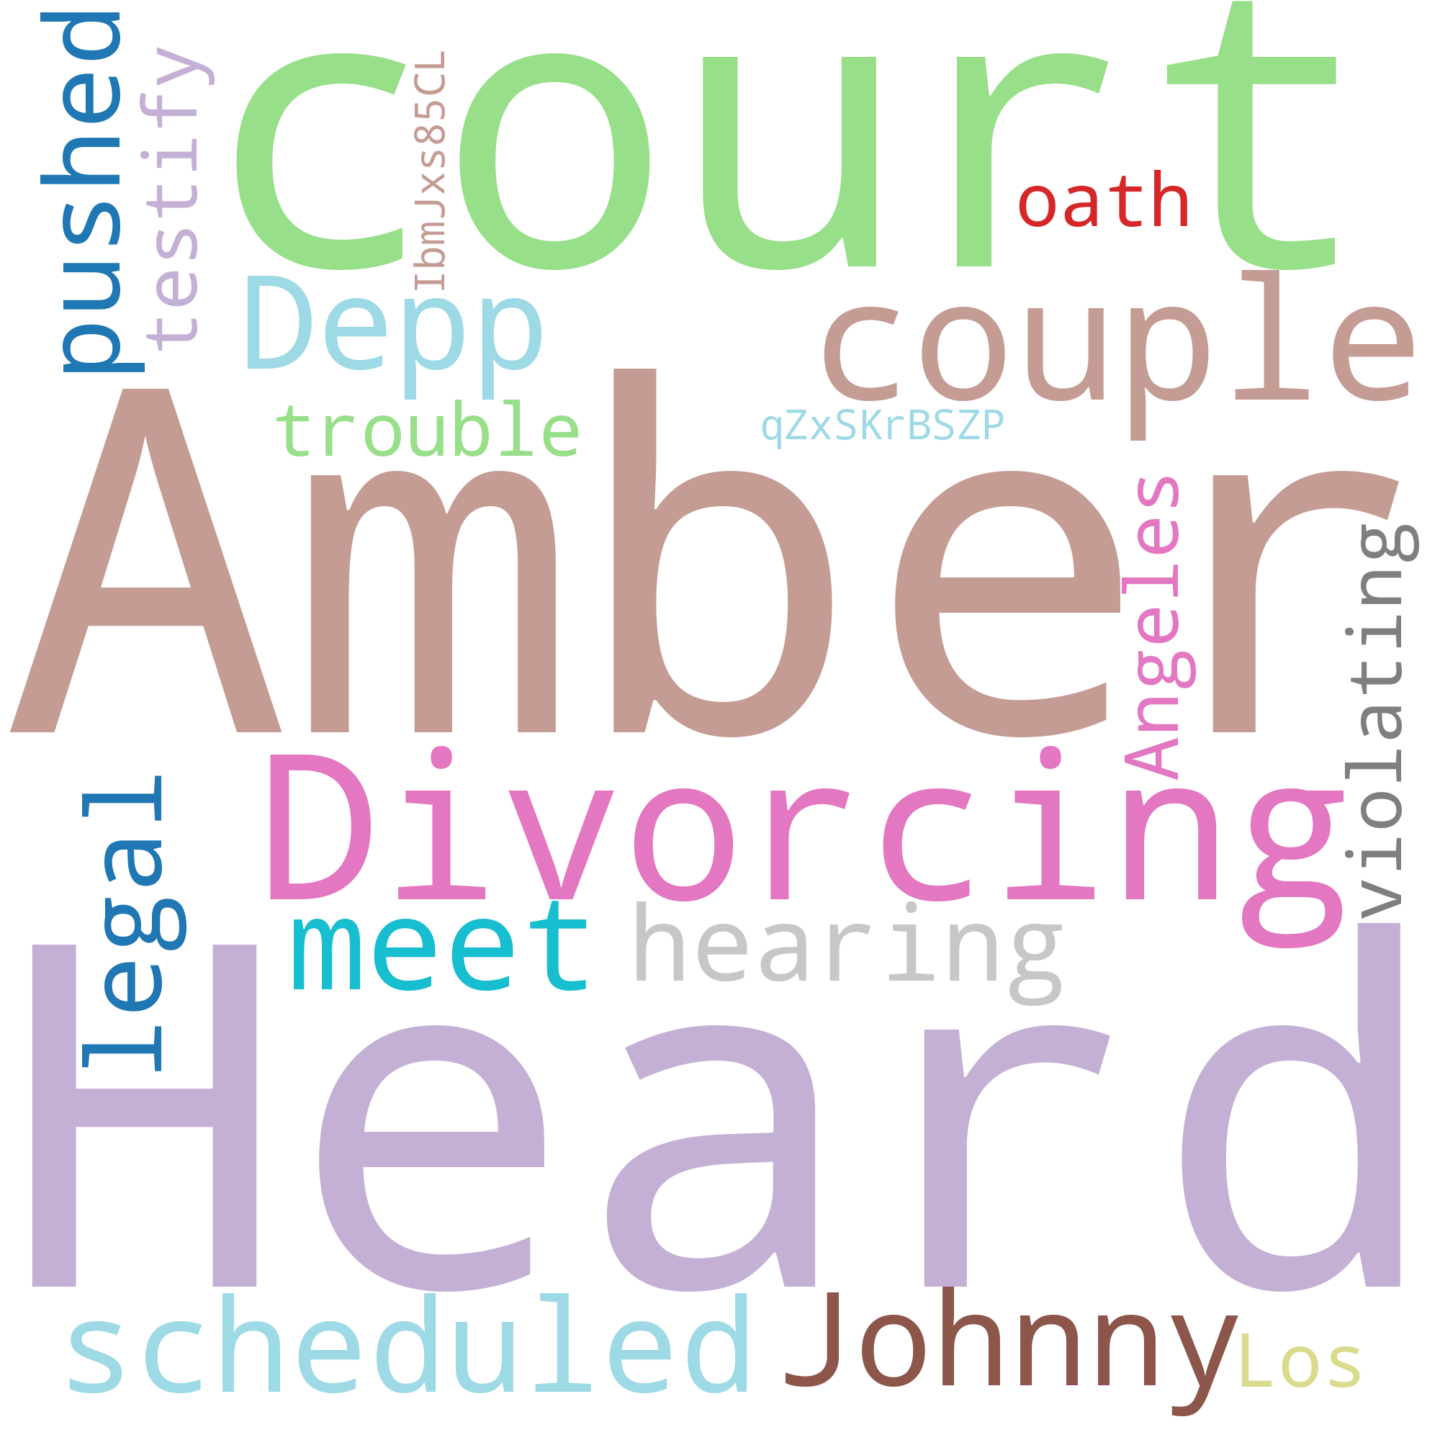 pushed
testify
court
IbmJxs85CL
oath
Depp
couple
trouble
qZxSKrBSZP
Amber
Angeles
violating
Divorcing
legal
meet
hearing
Heard
scheduled
Johnny
Los